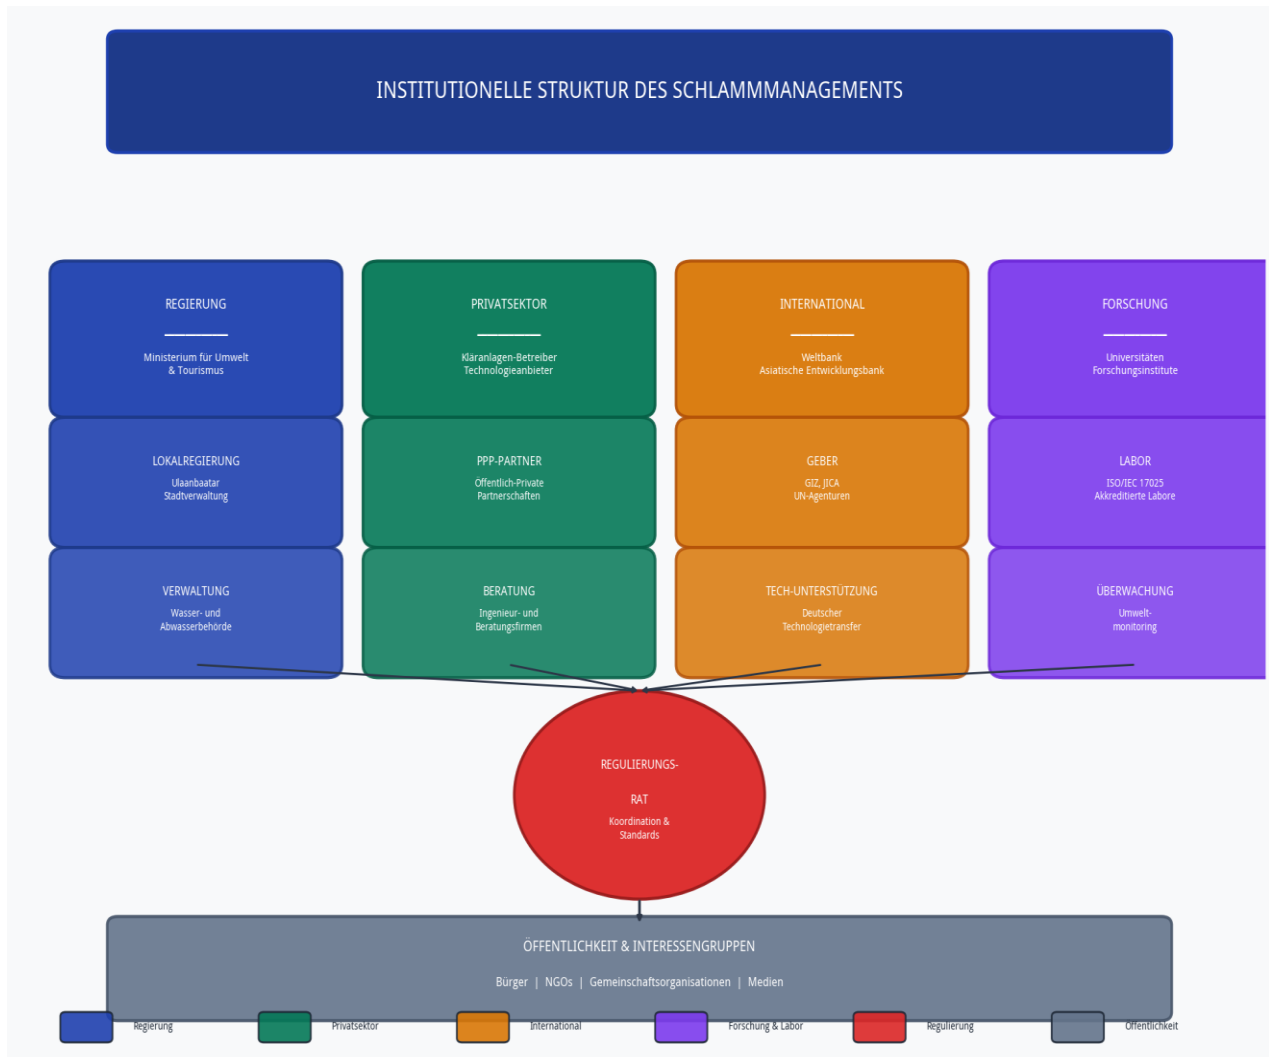 INSTITUTIONELLE STRUKTUR DES SCHLAMMMANAGEMENTS
REGIERUNG
Ministerium für Umwelt
& Tourismus
LOKALREGIERUNG
Ulaanbaatar
Stadtverwaltung
VERWALTUNG
Wasser- und
Abwasserbehörde
PRIVATSEKTOR
Kläranlagen-Betreiber
Technologieanbieter
PPP-PARTNER
Öffentlich-Private
Partnerschaften
BERATUNG
Ingenieur- und
Beratungsfirmen
INTERNATIONAL
Weltbank
Asiatische Entwicklungsbank
GEBER
GIZ, JICA
UN-Agenturen
TECH-UNTERSTÜTZUNG
Deutscher
Technologietransfer
FORSCHUNG
Universitäten
Forschungsinstitute
LABOR
ISO/IEC 17025
Akkreditierte Labore
ÜBERWACHUNG
Umwelt-
monitoring
REGULIERUNGS-
RAT
Koordination &
Standards
ÖFFENTLICHKEIT & INTERESSENGRUPPEN
Bürger | NGOs | Gemeinschaftsorganisationen | Medien
Regierung
Privatsektor
International
Forschung & Labor
Regulierung
Öffentlichkeit